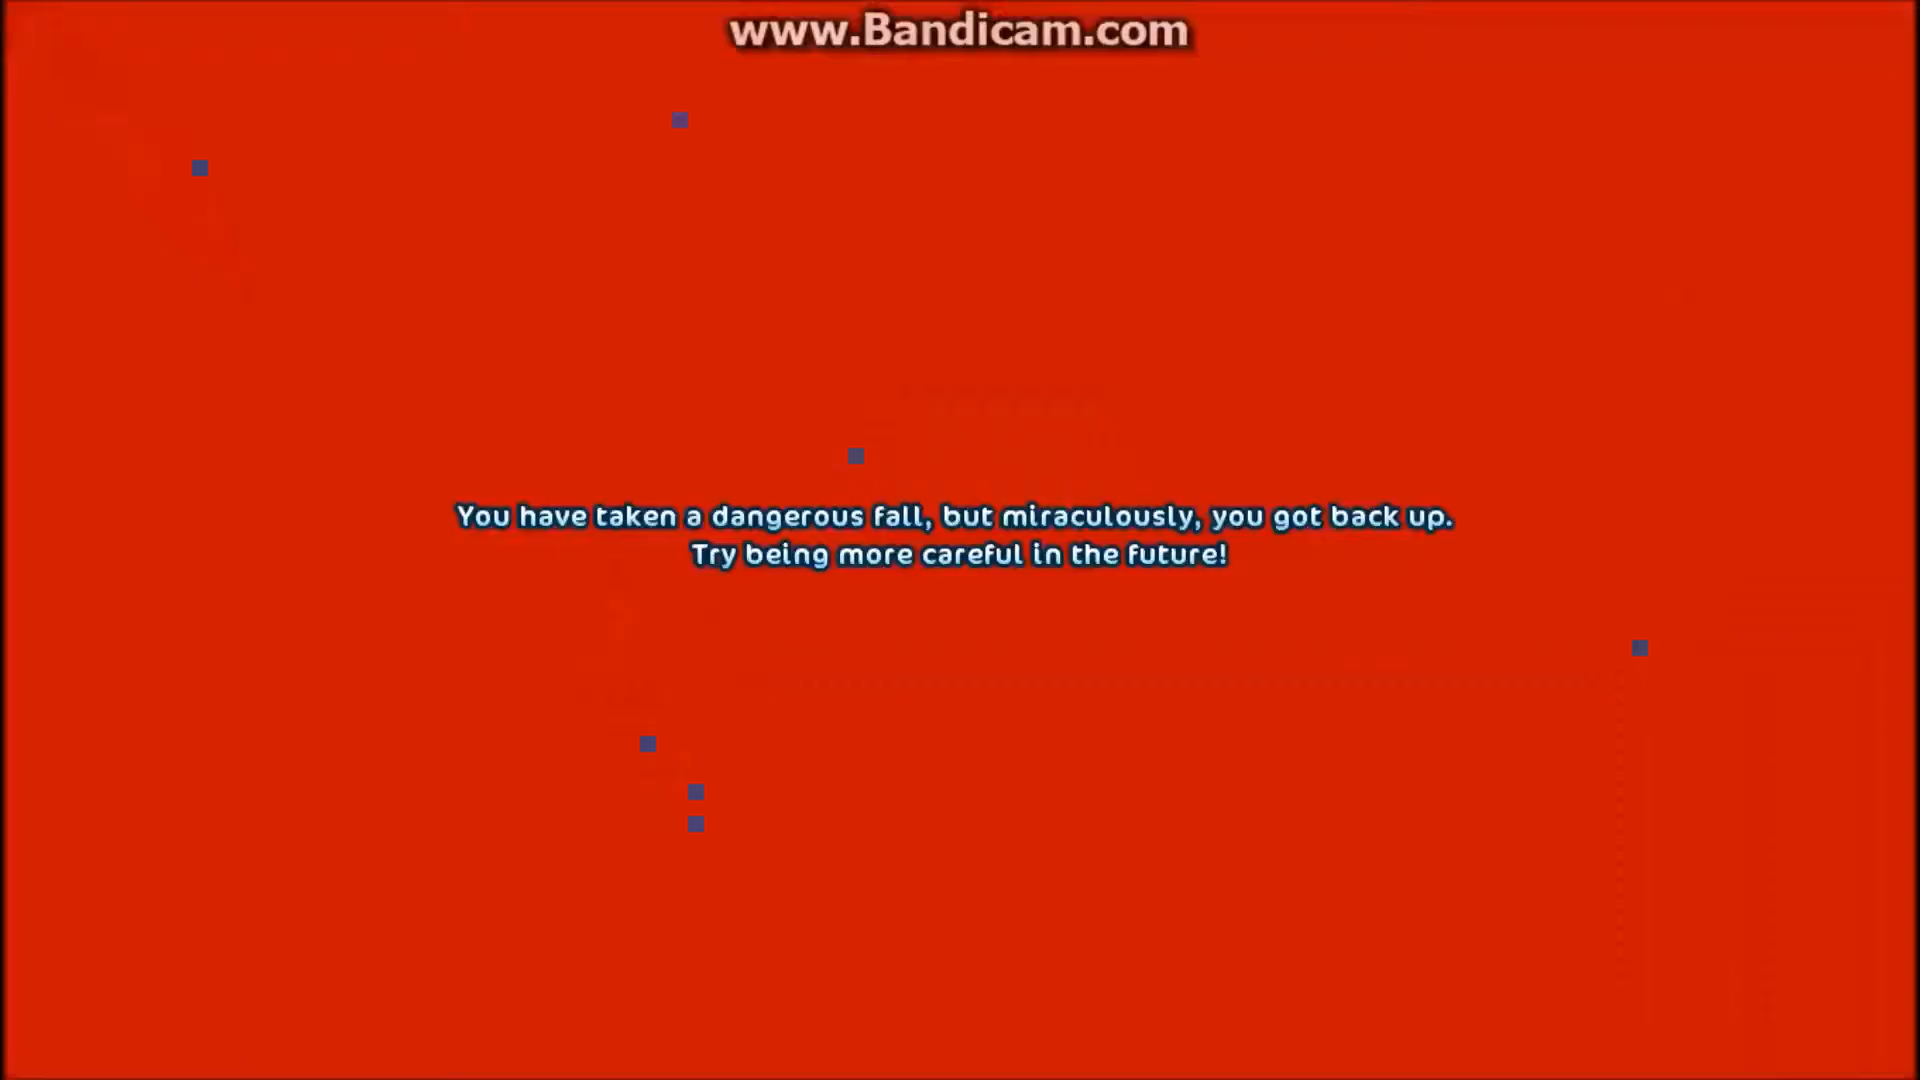 www.Bandicam.com
You have taken a dangerous fall, but miraculously, you got back up.
Try being more careful in the future!